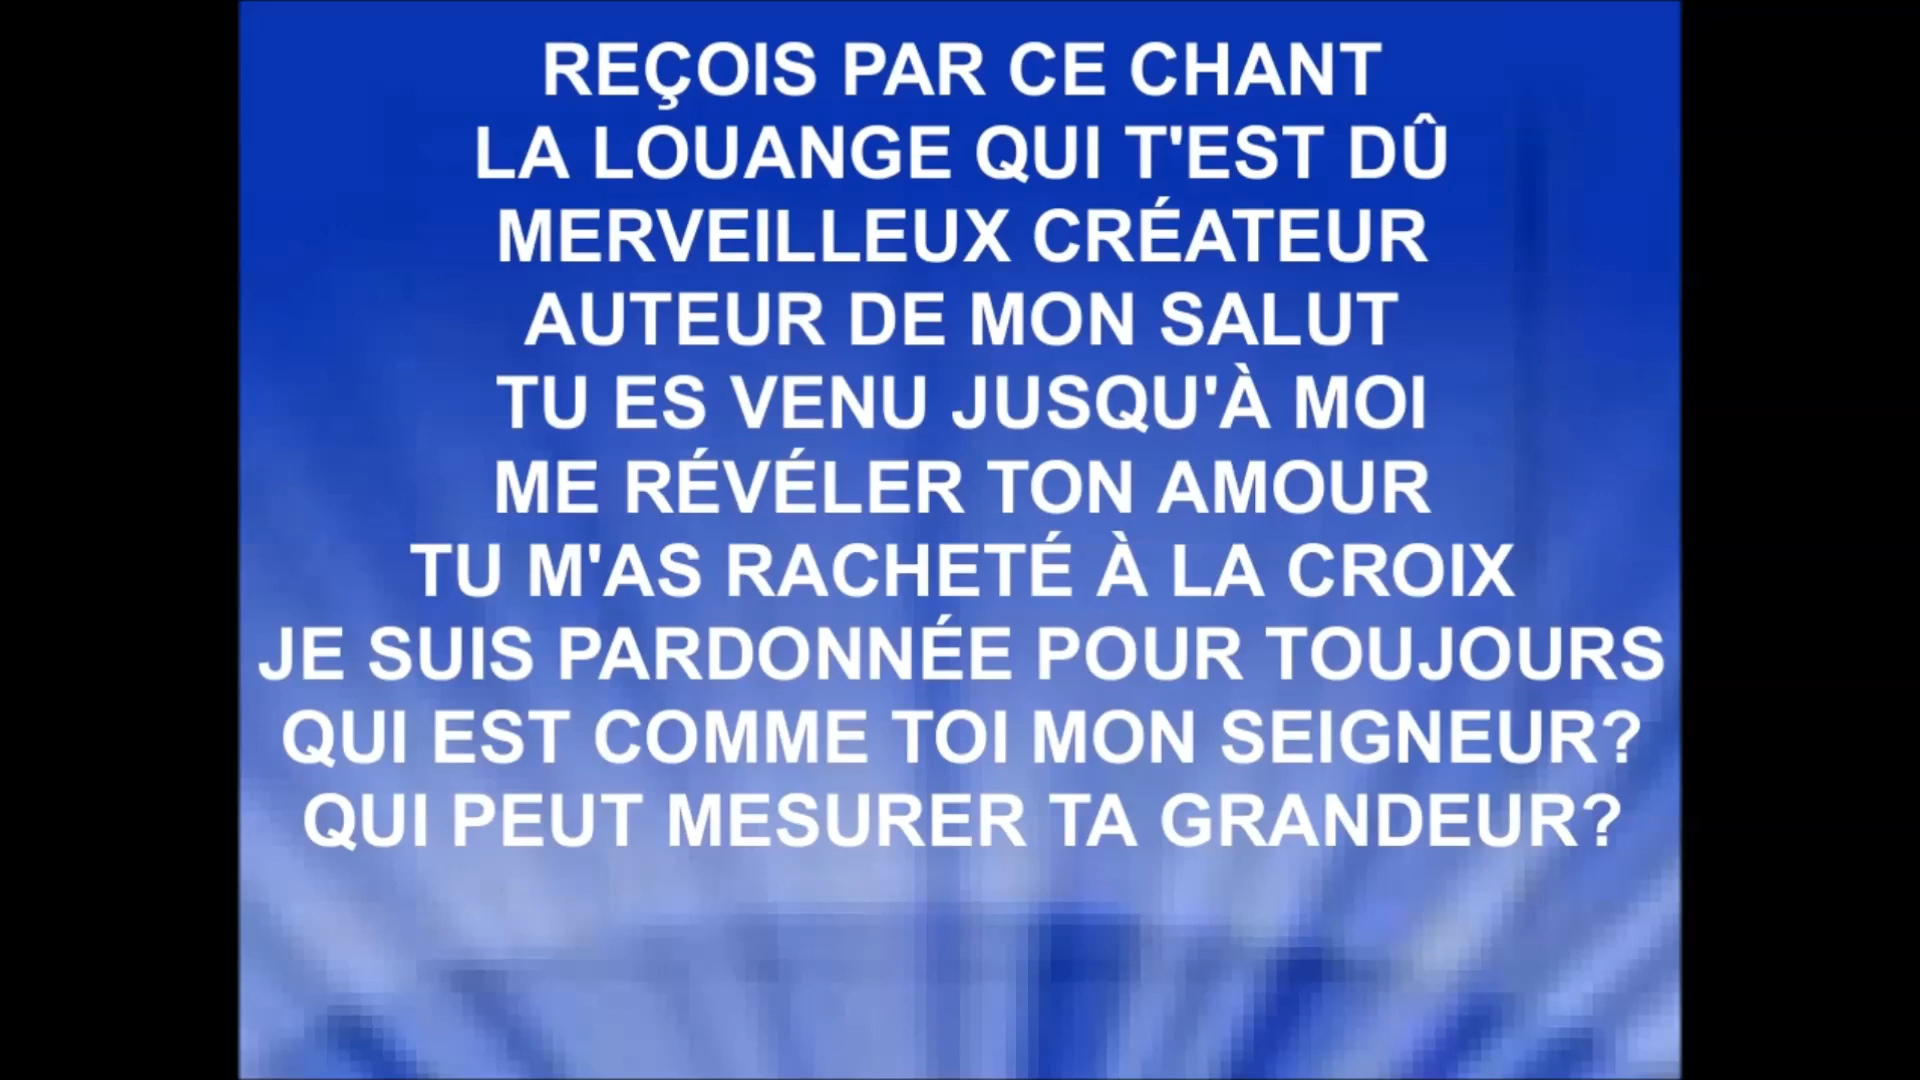 REÇOIS PAR CE CHANT
LA LOUANGE QUI T'EST DÛ
MERVEILLEUX CRÉATEUR
AUTEUR DE MON SALUT
TU ES VENU JUSQU'À MOI
ME RÉVÉLER TON AMOUR
TU M'AS RACHETÉ À LA CROIX
JE SUIS PARDONNÉE POUR TOUJOURS
QUI EST COMME TOI MON SEIGNEUR?
QUI PEUT MESURER TA GRANDEUR?